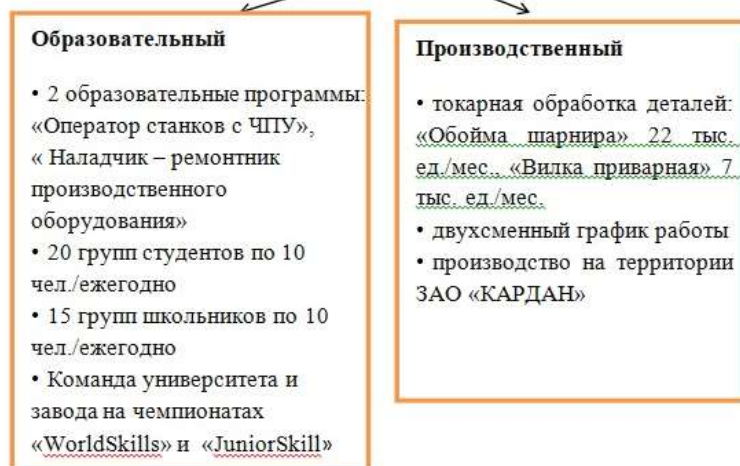 Образовательный
• 2 образовательные программы:
«Оператор станков с ЧПУ»,
« Наладчик – ремонтник
производственного
оборудования»
• 20 групп студентов по 10
чел./ежегодно
• 15 групп школьников по 10
чел./ежегодно
• Команда университета и
завода на чемпионатах
«WorldSkills» и «JuniorSkill»
Производственный
• токарная обработка деталей:
«Обойма шарнира» 22 тыс.
ед./мес., «Вилка приварная» 7
тыс. ед./мес.
• двухсменный график работы
• производство на территории
ЗАО «КАРДАН»